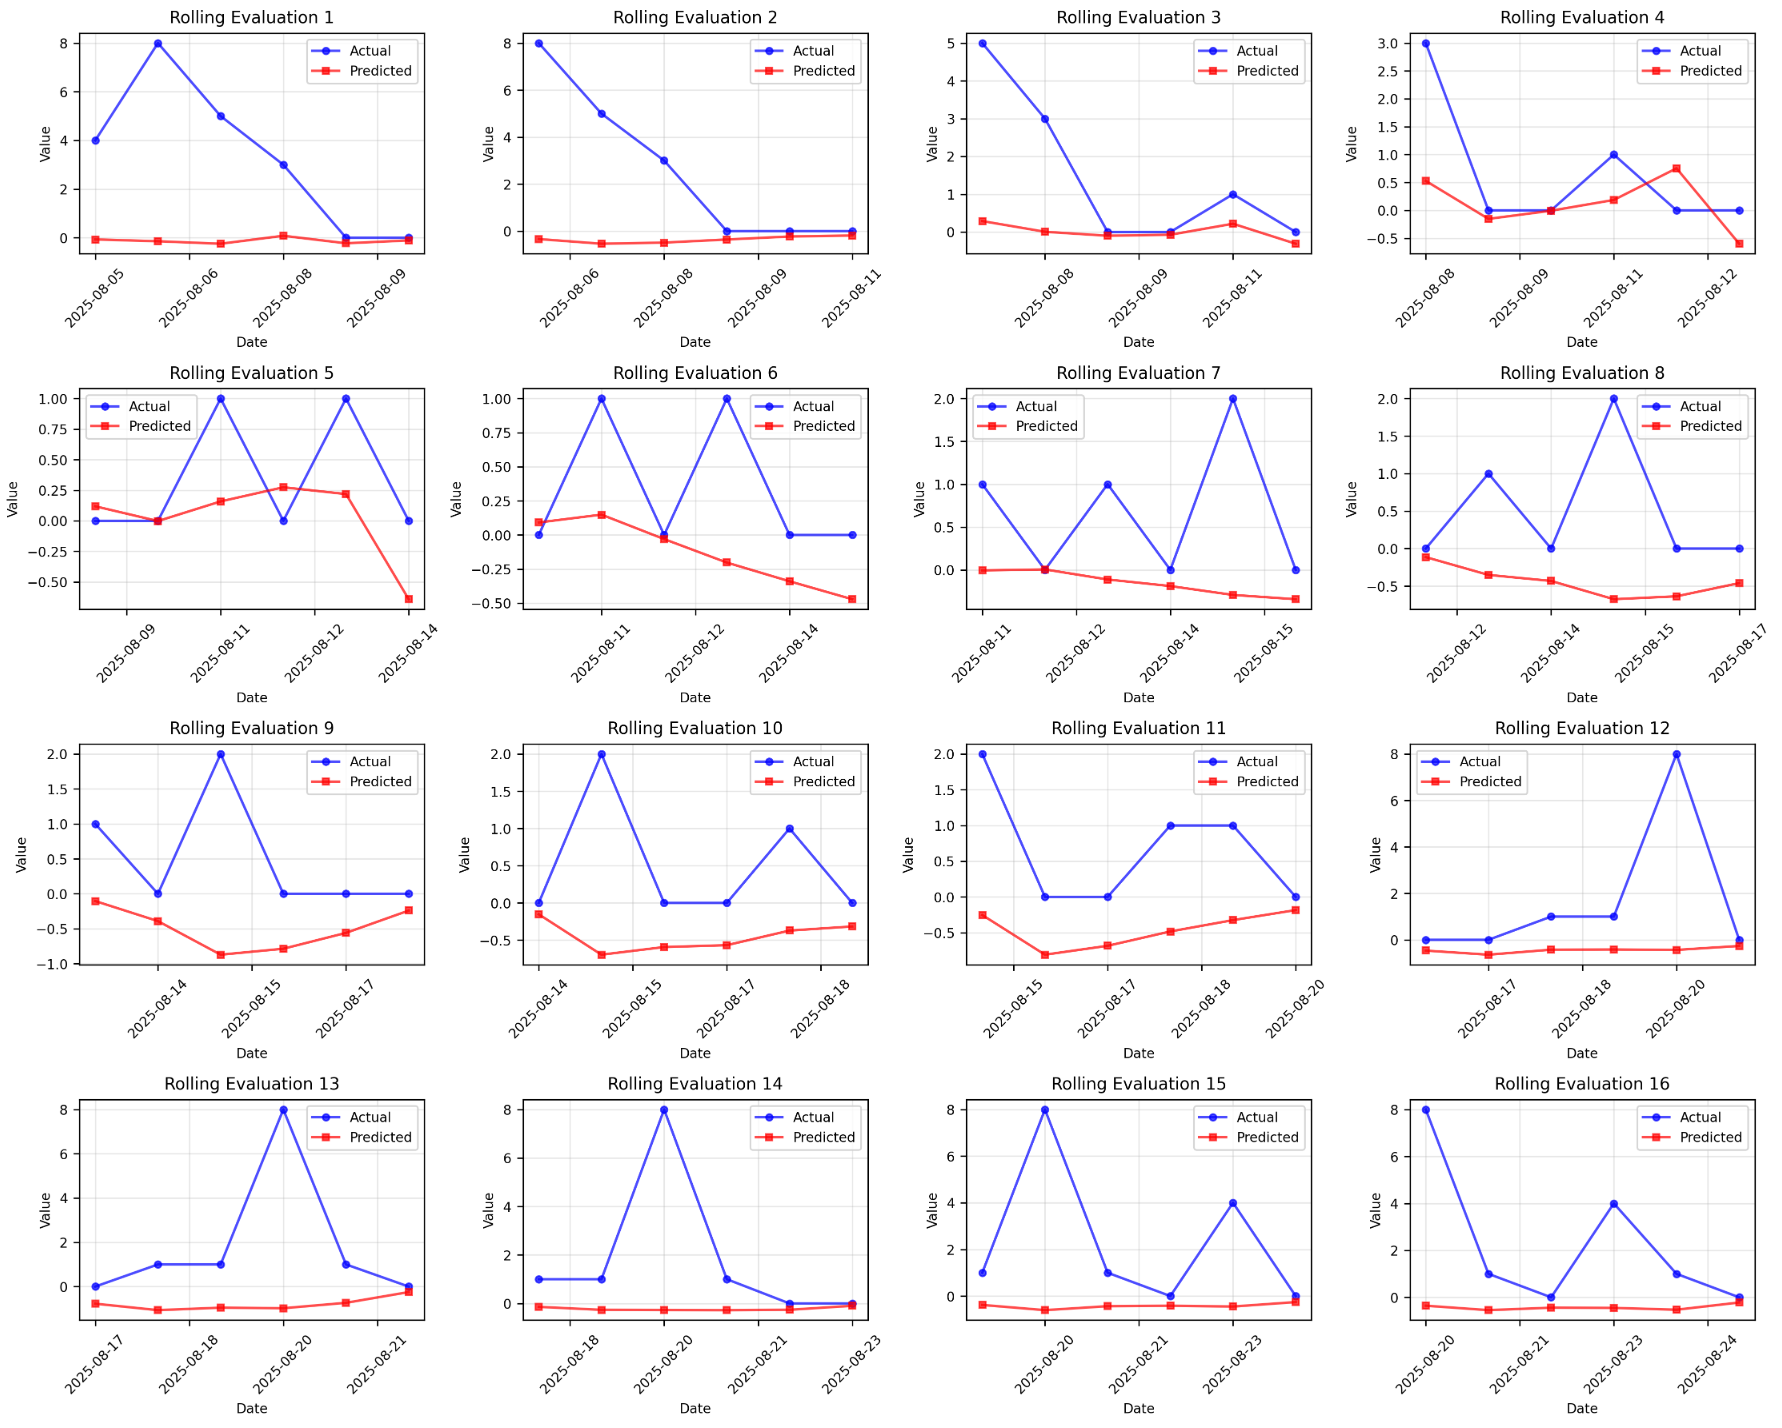 Rolling Evaluation 1
Actual
Predicted
8
6
4
2
0
Value
2025-08-05
2025-08-06
2025-08-08
2025-08-09
Date
Rolling Evaluation 2
Actual
Predicted
8
6
4
2
0
Value
2025-08-06
2025-08-08
2025-08-09
2025-08-11
Date
Rolling Evaluation 3
Actual
Predicted
5
4
3
2
1
0
Value
2025-08-08
2025-08-09
2025-08-11
Date
Rolling Evaluation 4
Actual
Predicted
3.0
2.5
2.0
1.5
1.0
0.5
0.0
−0.5
Value
2025-08-08
2025-08-09
2025-08-11
2025-08-12
Date
Rolling Evaluation 5
Actual
Predicted
1.00
0.75
0.50
0.25
0.00
−0.25
−0.50
Value
2025-08-09
2025-08-11
2025-08-12
2025-08-14
Date
Rolling Evaluation 6
Actual
Predicted
1.00
0.75
0.50
0.25
0.00
−0.25
−0.50
Value
2025-08-11
2025-08-12
2025-08-14
Date
Rolling Evaluation 7
Actual
Predicted
2.0
1.5
1.0
0.5
0.0
Value
2025-08-11
2025-08-12
2025-08-14
2025-08-15
Date
Rolling Evaluation 8
Actual
Predicted
2.0
1.5
1.0
0.5
0.0
−0.5
Value
2025-08-12
2025-08-14
2025-08-15
2025-08-17
Date
Rolling Evaluation 9
Actual
Predicted
2.0
1.5
1.0
0.5
0.0
−0.5
−1.0
Value
2025-08-14
2025-08-15
2025-08-17
Date
Rolling Evaluation 10
Actual
Predicted
2.0
1.5
1.0
0.5
0.0
−0.5
Value
2025-08-14
2025-08-15
2025-08-17
2025-08-18
Date
Rolling Evaluation 11
Actual
Predicted
2.0
1.5
1.0
0.5
0.0
−0.5
Value
2025-08-15
2025-08-17
2025-08-18
2025-08-20
Date
Rolling Evaluation 12
Actual
Predicted
8
6
4
2
0
Value
2025-08-17
2025-08-18
2025-08-20
Date
Rolling Evaluation 13
Actual
Predicted
8
6
4
2
0
Value
2025-08-17
2025-08-18
2025-08-20
2025-08-21
Date
Rolling Evaluation 14
Actual
Predicted
8
6
4
2
0
Value
2025-08-18
2025-08-20
2025-08-21
2025-08-23
Date
Rolling Evaluation 15
Actual
Predicted
8
6
4
2
0
Value
2025-08-20
2025-08-21
2025-08-23
Date
Rolling Evaluation 16
Actual
Predicted
8
6
4
2
0
Value
2025-08-20
2025-08-21
2025-08-23
2025-08-24
Date